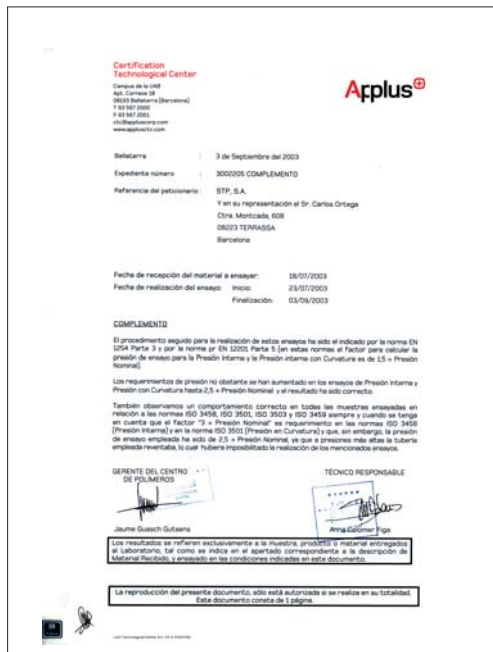 Certification
Technological Center
Campus de la UAB
Apt. Correos 18
08193 Bellaterra (Barcelona)
T 93 567 2000
F 93 567 2001
ctc@appluscorp.com
www.applusctc.com
Applus+
Bellaterra : 3 de Septiembre del 2003
Expediente número : 3002205 COMPLEMENTO
Referencia del peticionario : STP, S.A.
Y en su representación el Sr. Carlos Ortega
Ctra. Montcada, 608
08223 TERRASSA
Barcelona
Fecha de recepción del material a ensayar: 18/07/2003
Fecha de realización del ensayo: Inicio: 23/07/2003
Finalización: 03/09/2003
COMPLEMENTO
El procedimiento seguido para la realización de estos ensayos ha sido el indicado por la norma EN
1254 Parte 3 y por la norma pr EN 12201 Parte 5 (en estas normas el factor para calcular la
presión de ensayo para la Presión Interna y la Presión interna con Curvatura es de 1,5 × Presión
Nominal).
Los requerimientos de presión no obstante se han aumentado en los ensayos de Presión Interna y
Presión con Curvatura hasta 2,5 × Presión Nominal y el resultado ha sido correcto.
También observamos un comportamiento correcto en todas las muestras ensayadas en
relación a las normas ISO 3458, ISO 3501, ISO 3503 y ISO 3459 siempre y cuando se tenga
en cuenta que el factor "3 × Presión Nominal" es requerimiento en las normas ISO 3458
(Presión Interna) y en la norma ISO 3501 (Presión en Curvatura) y que, sin embargo, la presión
de ensayo empleada ha sido de 2,5 × Presión Nominal, ya que a presiones más altas la tubería
empleada reventaba, lo cual hubiera imposibilitado la realización de los mencionados ensayos.
GERENTE DEL CENTRO
DE POLÍMEROS
TÉCNICO RESPONSABLE
Jaume Guasch Gutsens
Anna Colomer Figa
Los resultados se refieren exclusivamente a la muestra, producto o material entregados
al Laboratorio, tal como se indica en el apartado correspondiente a la descripción de
Material Recibido, y ensayado en las condiciones indicadas en este documento.
La reproducción del presente documento, sólo está autorizada si se realiza en su totalidad.
Este documento consta de 1 página.